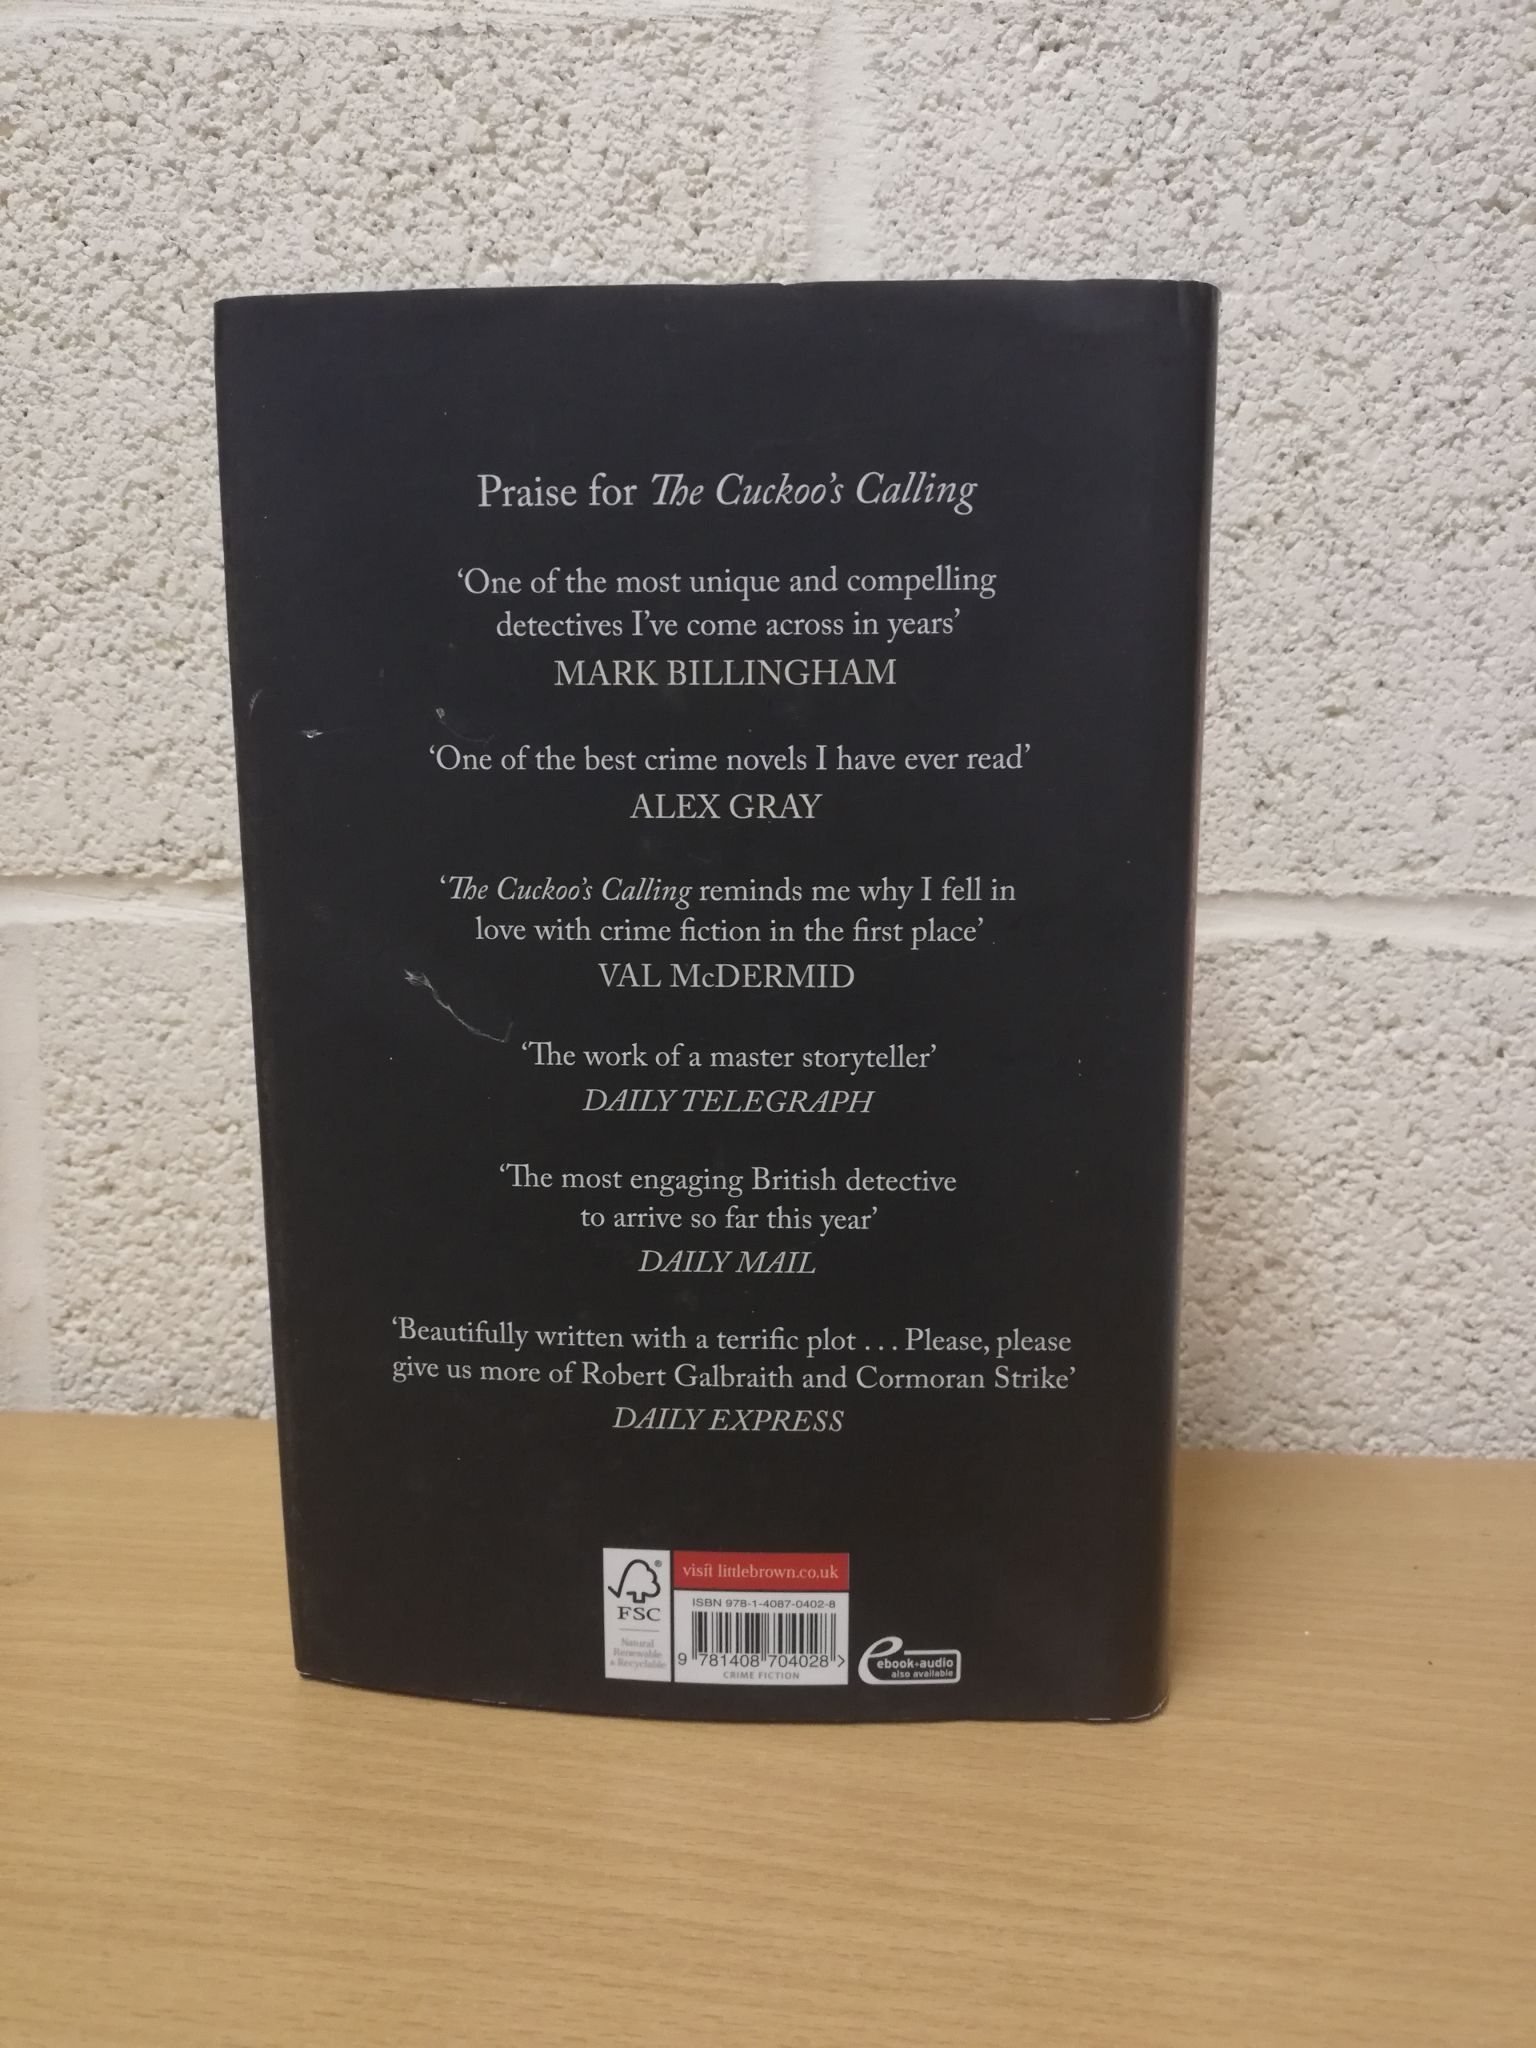 Praise for The Cuckoo's Calling
‘One of the most unique and compelling
detectives I've come across in years’
MARK BILLINGHAM
‘One of the best crime novels I have ever read’
ALEX GRAY
‘The Cuckoo's Calling reminds me why I fell in
love with crime fiction in the first place’
VAL McDERMID
‘The work of a master storyteller’
DAILY TELEGRAPH
‘The most engaging British detective
to arrive so far this year’
DAILY MAIL
‘Beautifully written with a terrific plot . . . Please, please
give us more of Robert Galbraith and Cormoran Strike’
DAILY EXPRESS
®
FSC
Natural
Renewable
& Recyclable
visit littlebrown.co.uk
ISBN 978-1-4087-0402-8
9 781408 704028 >
CRIME FICTION
ebook+audio
also available